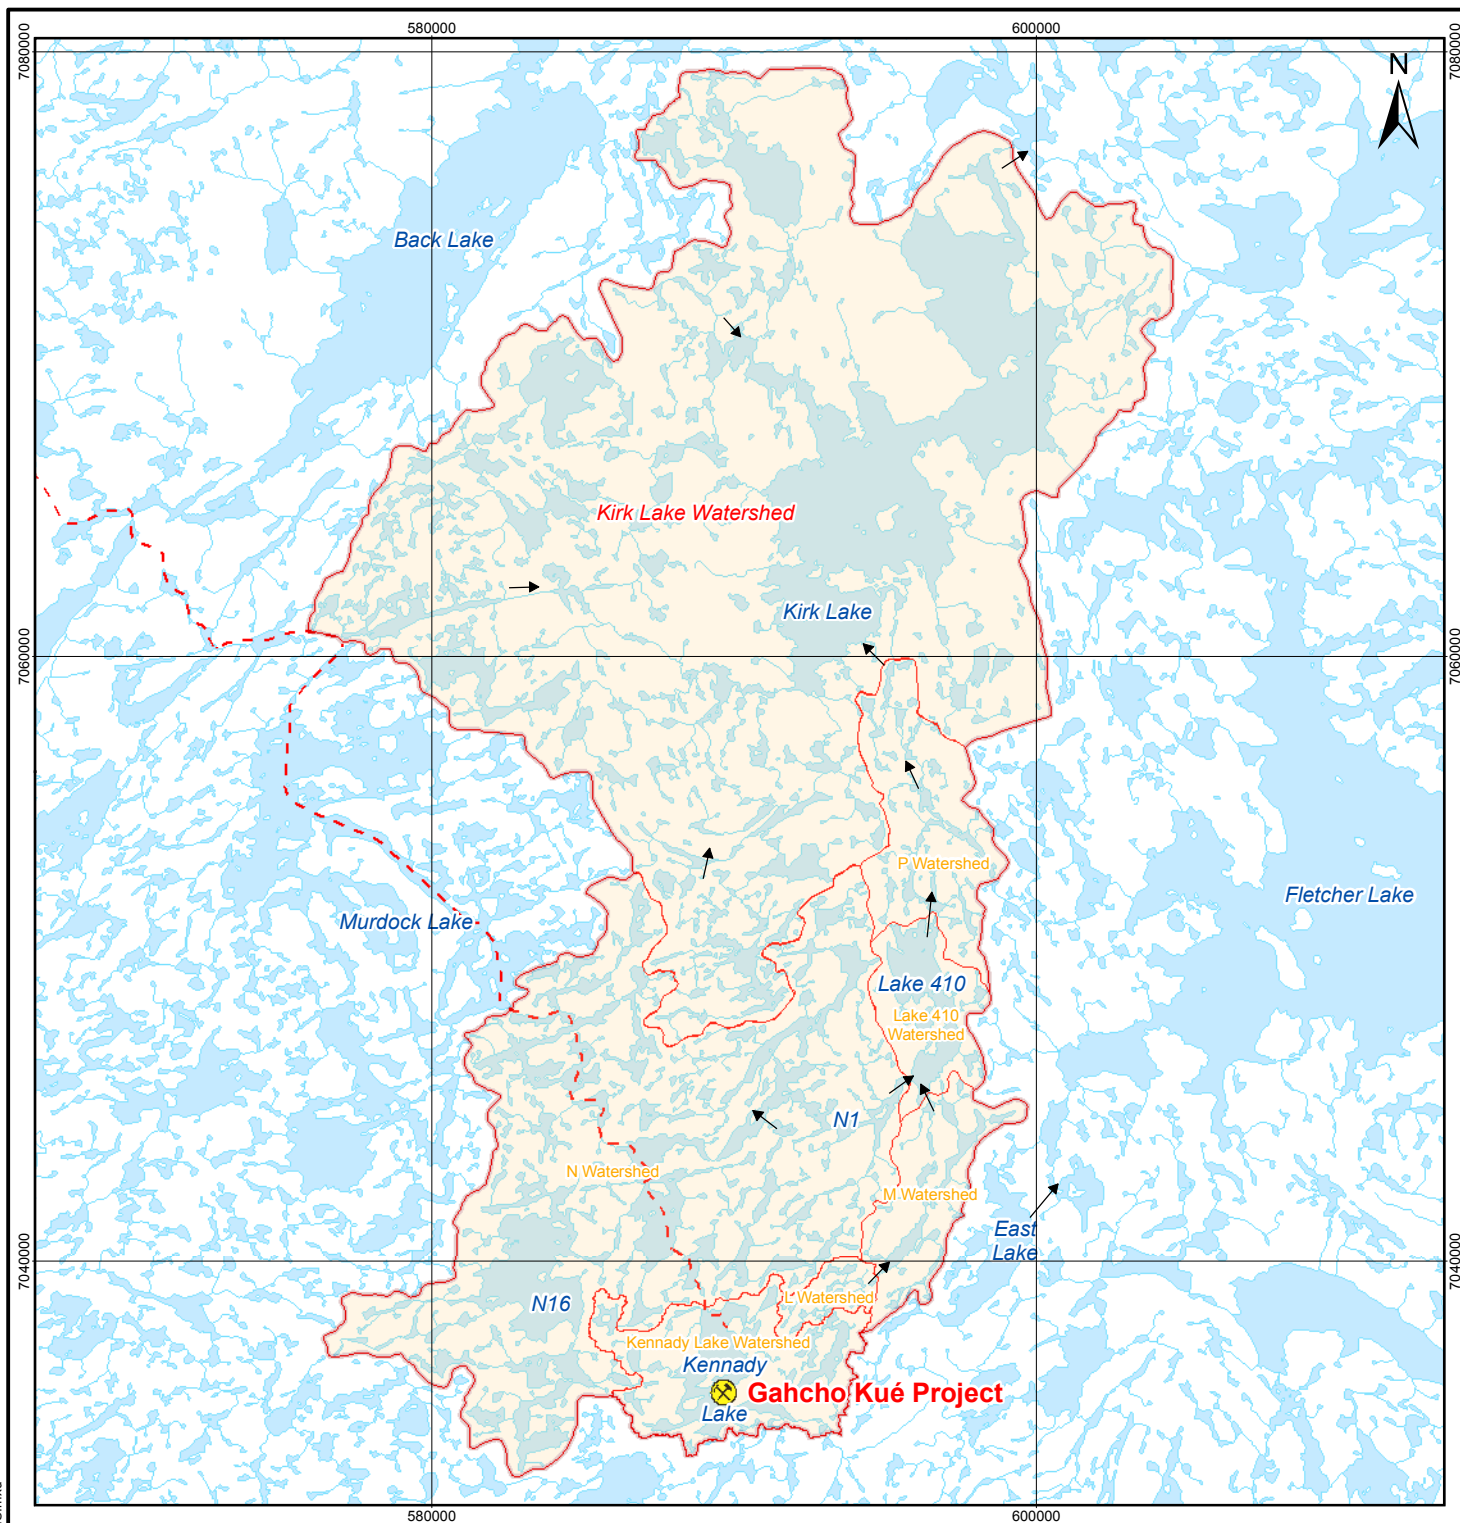 580000
600000
7080000
7080000
N
Back Lake
Kirk Lake Watershed
Kirk Lake
7060000
7060000
P Watershed
Fletcher Lake
Murdock Lake
Lake 410
Lake 410
Watershed
N1
N Watershed
M Watershed
East
Lake
7040000
7040000
L Watershed
N16
Kennady Lake Watershed
Kennady
Gahcho Kué Project
Lake
580000
600000